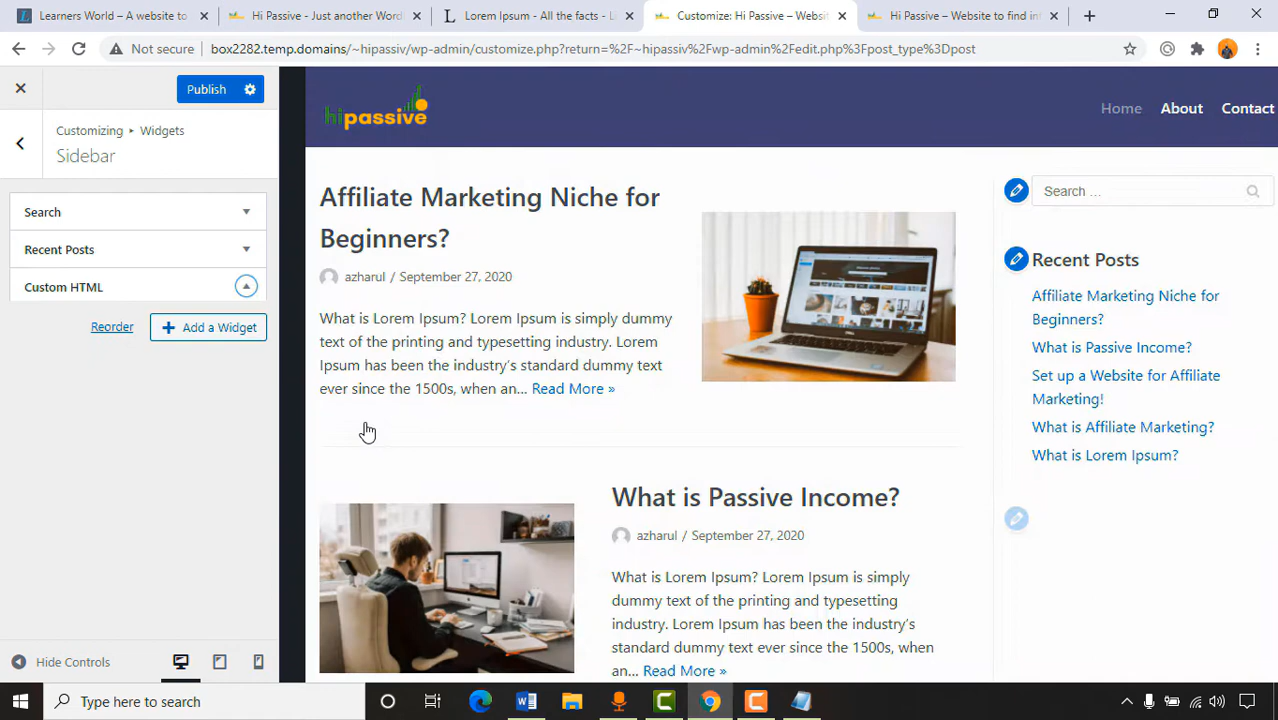 Learners World – A website to
Hi Passive - Just another Word
Lorem Ipsum - All the facts - L
Customize: Hi Passive – Websit
Hi Passive – Website to find in
Not secure
box2282.temp.domains/~hipassiv/wp-admin/customize.php?return=%2F~hipassiv%2Fwp-admin%2Fedit.php%3Fpost_type%3Dpost
Publish
Customizing ▸ Widgets
Sidebar
Search
Recent Posts
Custom HTML
Reorder
Add a Widget
Hide Controls
hipassive
Home
About
Contact
Affiliate Marketing Niche for
Beginners?
azharul / September 27, 2020
What is Lorem Ipsum? Lorem Ipsum is simply dummy
text of the printing and typesetting industry. Lorem
Ipsum has been the industry's standard dummy text
ever since the 1500s, when an... Read More »
What is Passive Income?
azharul / September 27, 2020
What is Lorem Ipsum? Lorem Ipsum is simply
dummy text of the printing and typesetting
industry. Lorem Ipsum has been the
industry's standard dummy text
ever since the 1500s, when
an... Read More »
Search ...
Recent Posts
Affiliate Marketing Niche for
Beginners?
What is Passive Income?
Set up a Website for Affiliate
Marketing!
What is Affiliate Marketing?
What is Lorem Ipsum?
Type here to search